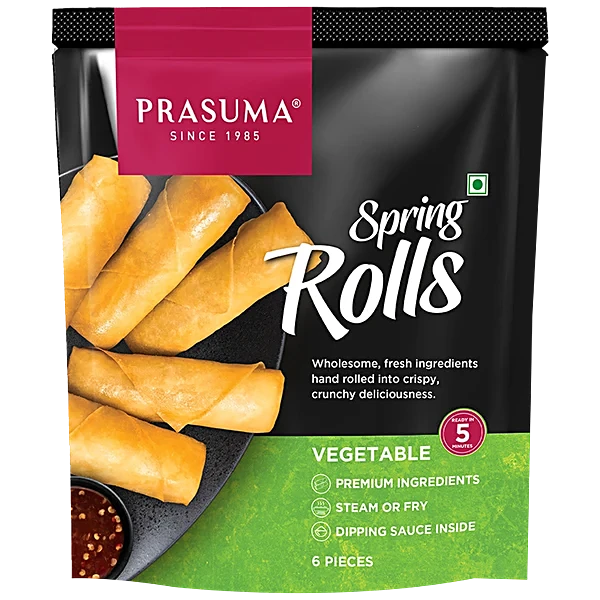 PRASUMA®
SINCE 1985
Spring
Rolls
Wholesome, fresh ingredients
hand rolled into crispy,
crunchy deliciousness.
READY IN
5
MINUTES
VEGETABLE
PREMIUM INGREDIENTS
STEAM OR FRY
DIPPING SAUCE INSIDE
6 PIECES